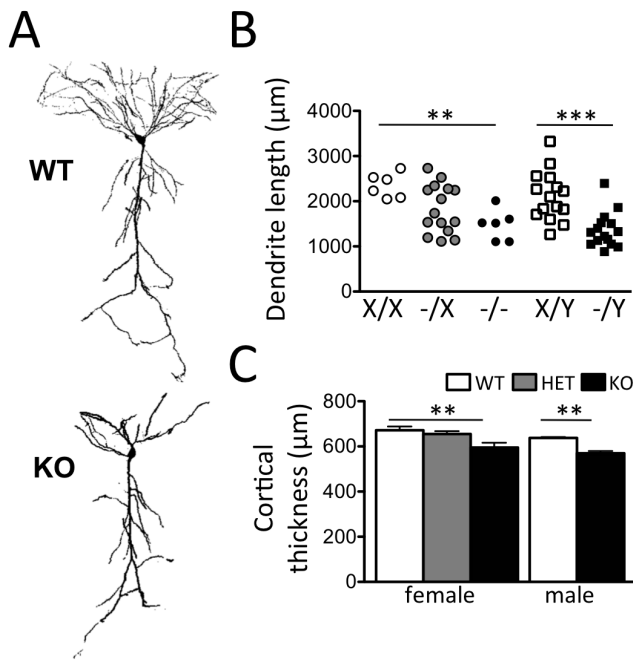 A
WT
KO
B
Dendrite length (µm)
4000
3000
2000
1000
0
**
***
X/X -/X -/- X/Y -/Y
C
WT HET KO
Cortical
thickness (µm)
800
600
400
200
0
**
**
female male